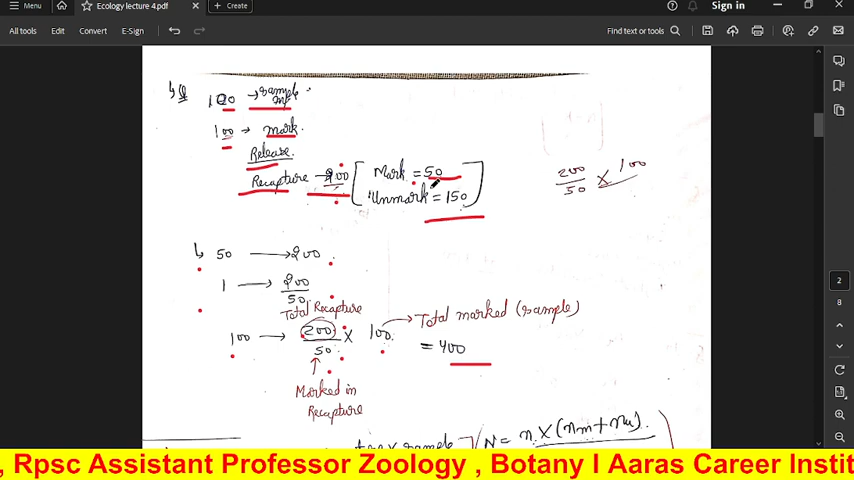 Menu
Ecology lecture 4.pdf
Create
Sign in
All tools Edit Convert E-Sign
Find text or tools
100 → sample
100 → mark.
Release.
Recapture → 200 [ Mark = 50
Unmark = 150 ]
200/50 × 100
↳ 50 → 200
1 → 200/50
Total Recapture
100 → 200/50 × 100 → Total marked (sample)
= 400
Marked in
Recapture
N = n × (nm + nu)
2
8
, Rpsc Assistant Professor Zoology , Botany I Aaras Career Instit